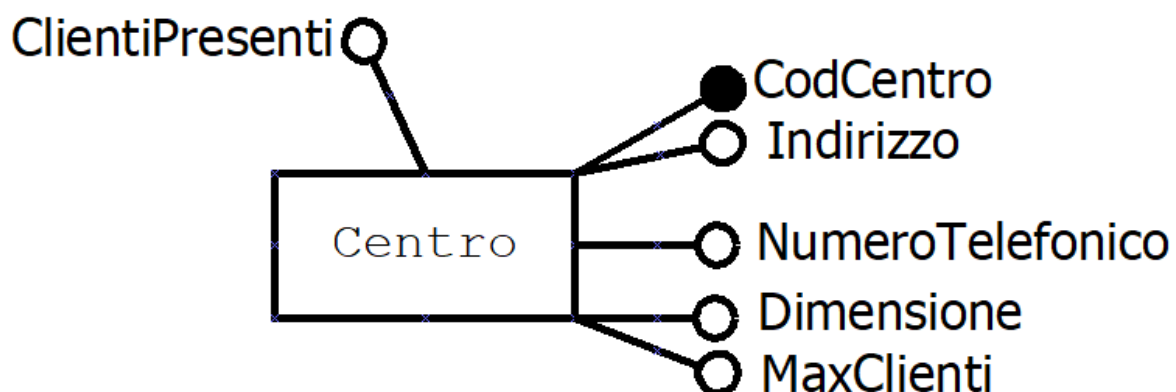 ClientiPresenti
CodCentro
Indirizzo
Centro
NumeroTelefonico
Dimensione
MaxClienti